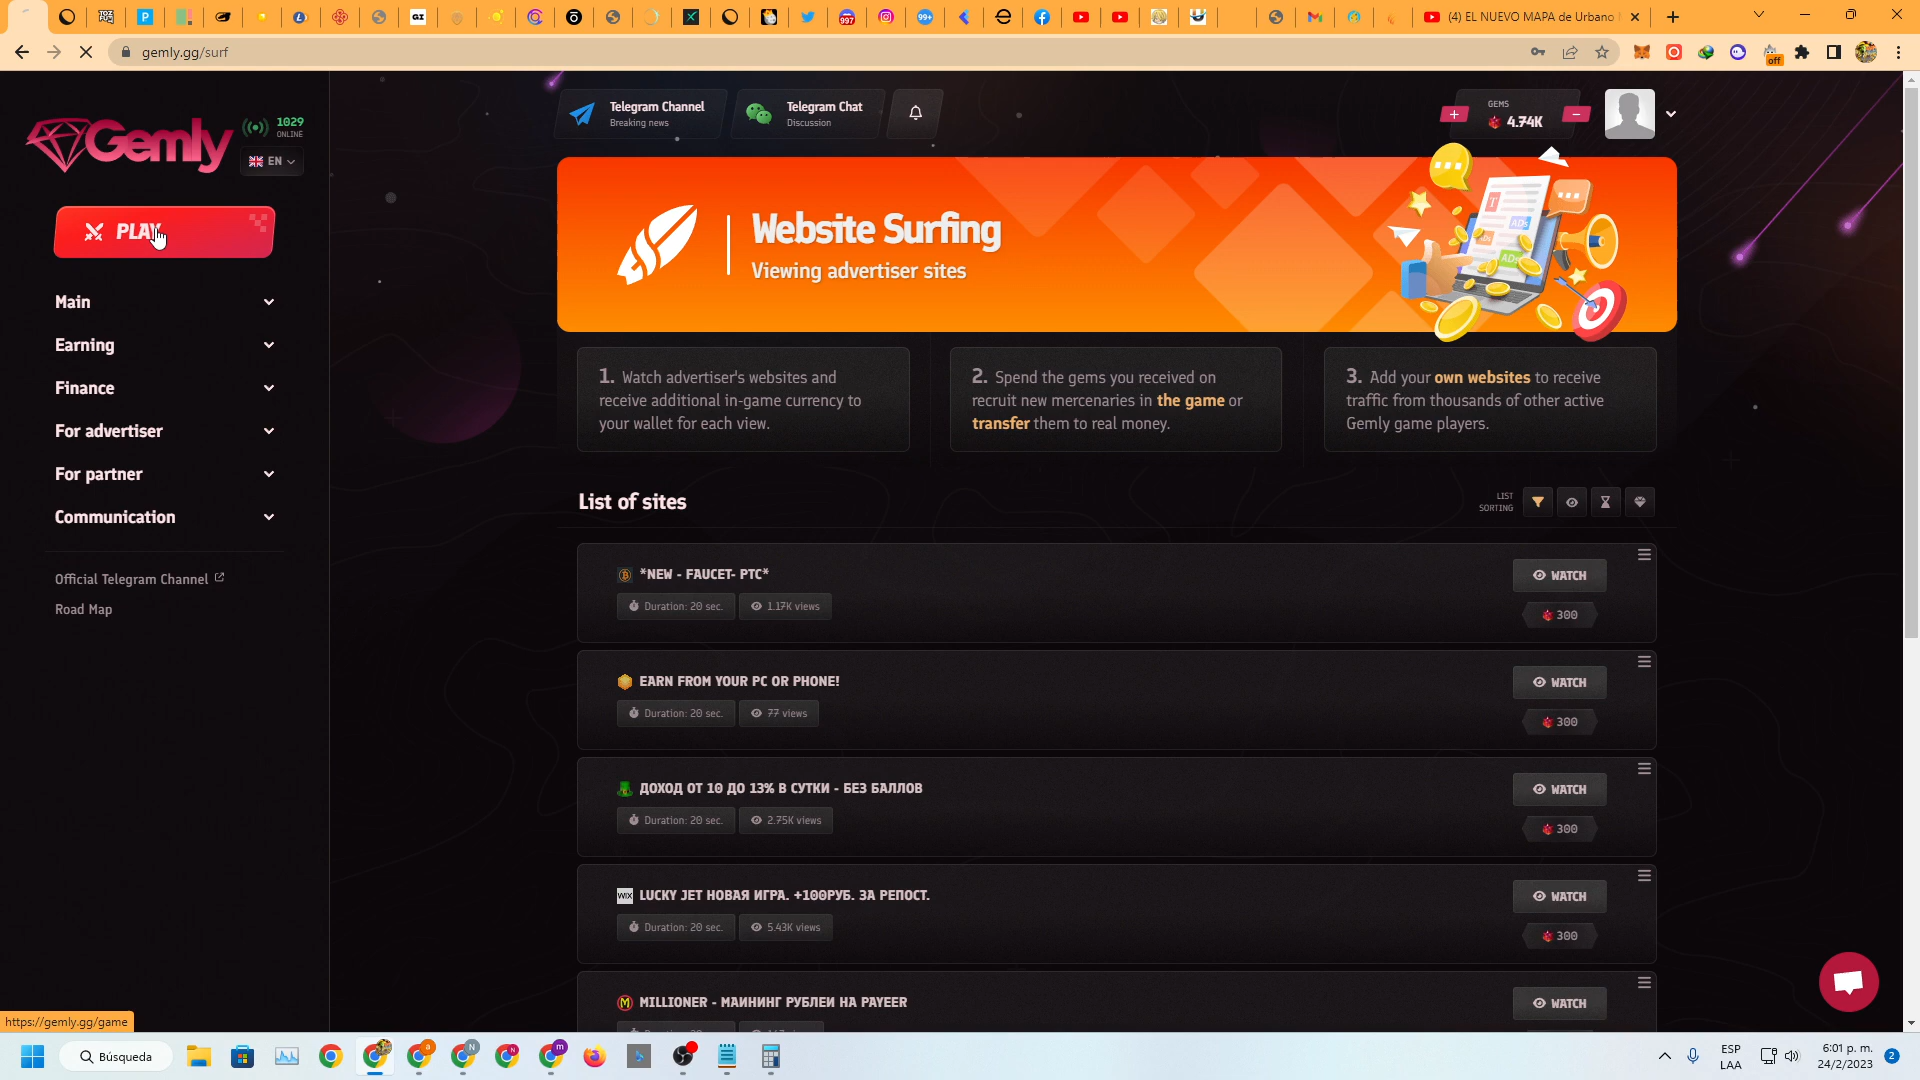 (4) EL NUEVO MAPA de Urbano
gemly.gg/surf
off
Gemly
1029
ONLINE
EN
Telegram Channel
Breaking news
Telegram Chat
Discussion
GEMS
4.74K
PLAY
Website Surfing
Viewing advertiser sites
Main
Earning
Finance
For advertiser
For partner
Communication
Official Telegram Channel
Road Map
1. Watch advertiser's websites and
receive additional in-game currency to
your wallet for each view.
2. Spend the gems you received on
recruit new mercenaries in the game or
transfer them to real money.
3. Add your own websites to receive
traffic from thousands of other active
Gemly game players.
List of sites
LIST
SORTING
*NEW - FAUCET- PTC*
Duration: 20 sec.
1.17K views
WATCH
300
EARN FROM YOUR PC OR PHONE!
Duration: 20 sec.
77 views
WATCH
300
ДОХОД ОТ 10 ДО 13% В СУТКИ - БЕЗ БАЛЛОВ
Duration: 20 sec.
2.75K views
WATCH
300
LUCKY JET НОВАЯ ИГРА. +100РУБ. ЗА РЕПОСТ.
Duration: 20 sec.
5.43K views
WATCH
300
MILLIONER - МАИНИНГ РУБЛЕИ НА PAYEER
WATCH
https://gemly.gg/game
Búsqueda
ESP
LAA
6:01 p. m.
24/2/2023
2